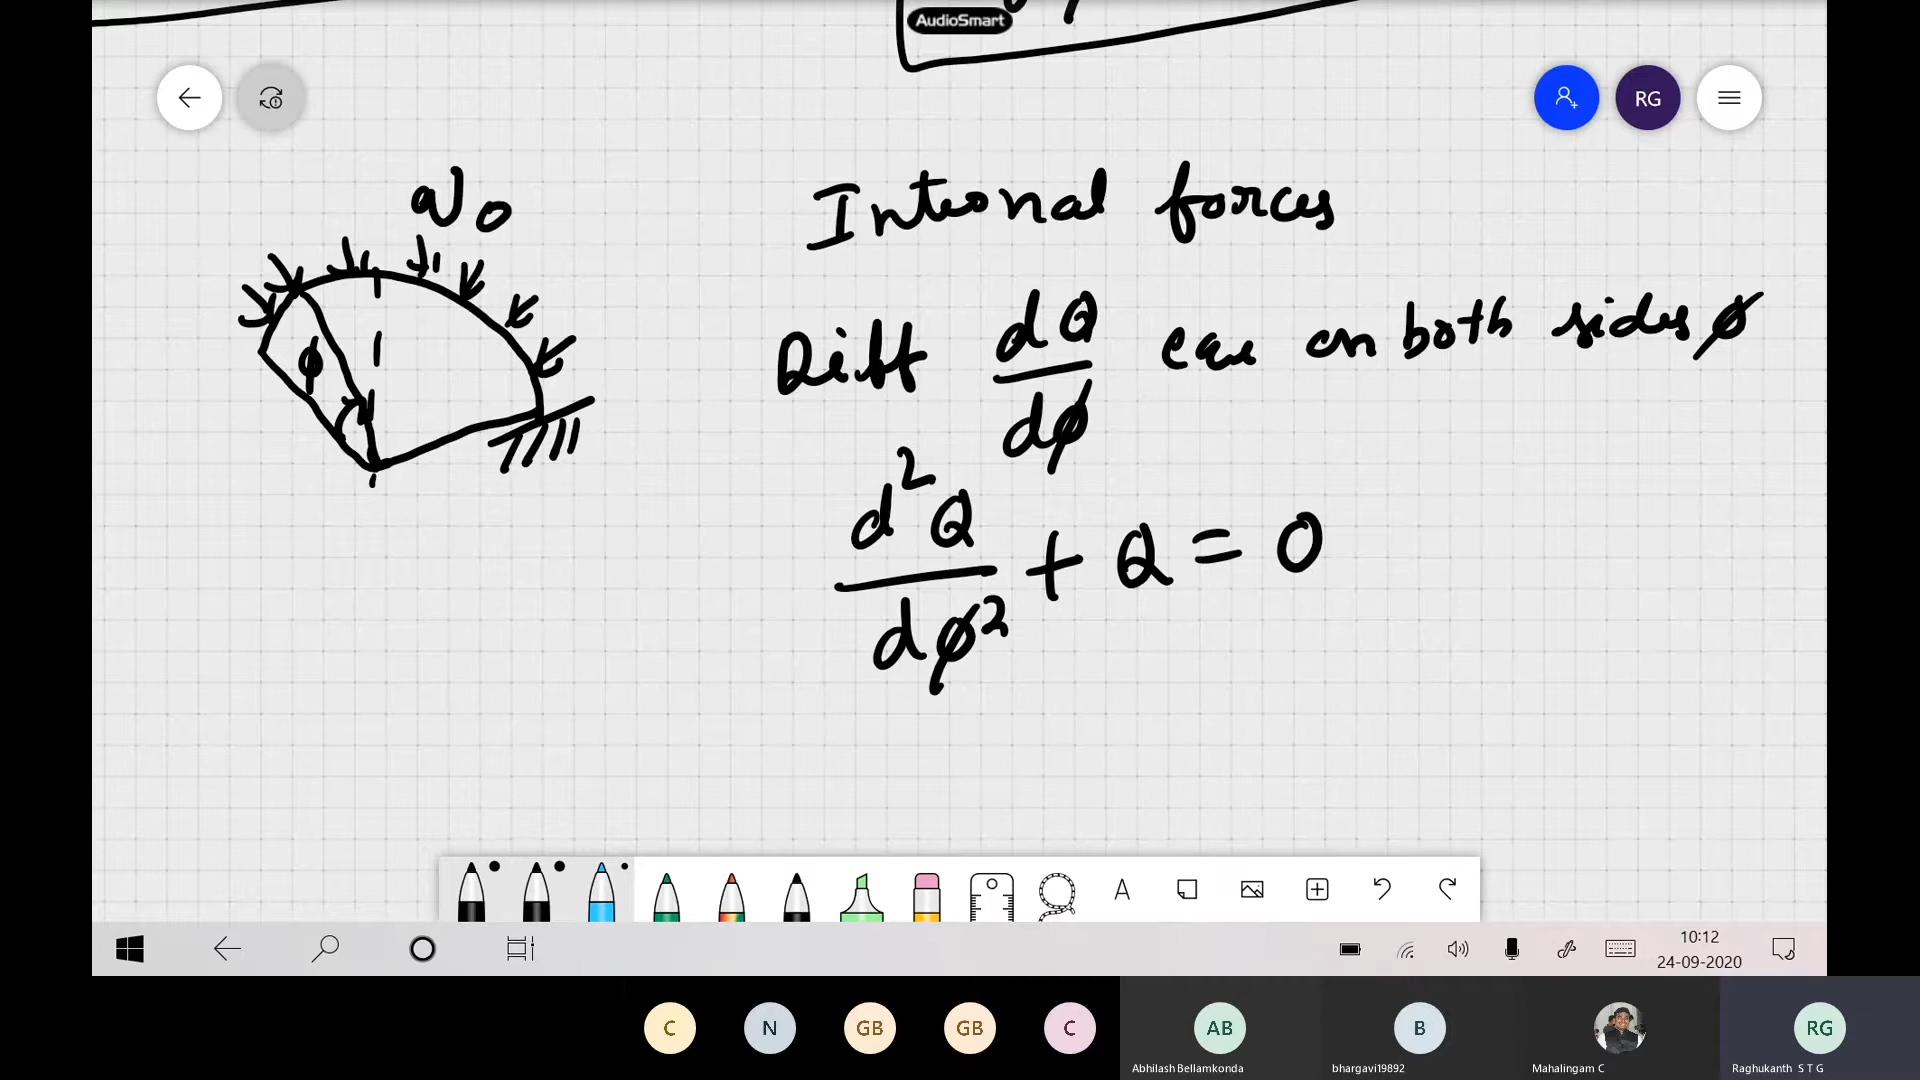 AudioSmart
RG
w₀
Internal forces
Diff dQ/dφ eqn on both sides φ
φ
d²Q/dφ² + Q = 0
A
10:12
24-09-2020
C N GB GB C AB B RG
Abhilash Bellamkonda bhargavi19892 Mahalingam C Raghukanth S T G